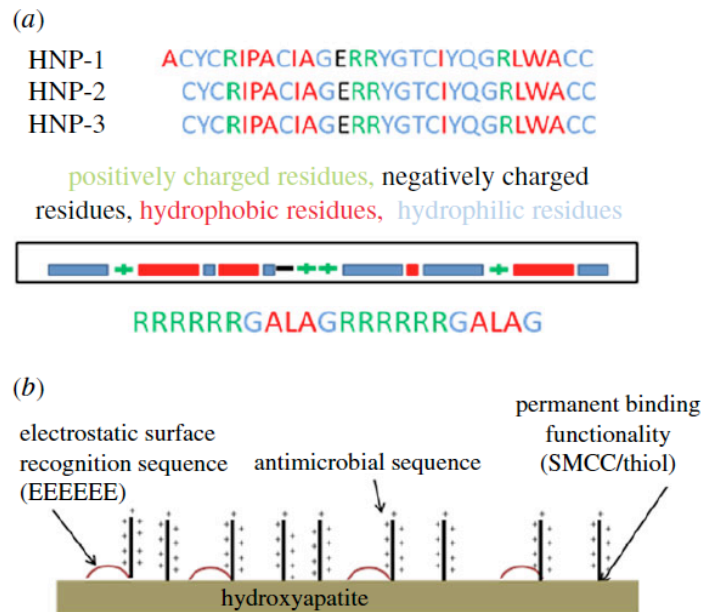 (a)
HNP-1 ACYCRIPACIAGERRYGTCIYQGRLWACC
HNP-2 CYCRIPACIAGERRYGTCIYQGRLWACC
HNP-3 CYCRIPACIAGERRYGTCIYQGRLWACC
positively charged residues, negatively charged
residues, hydrophobic residues, hydrophilic residues
RRRRRRGALAGRRRRRRGALAG
(b)
electrostatic surface
recognition sequence
(EEEEEE)
antimicrobial sequence
permanent binding
functionality
(SMCC/thiol)
hydroxyapatite